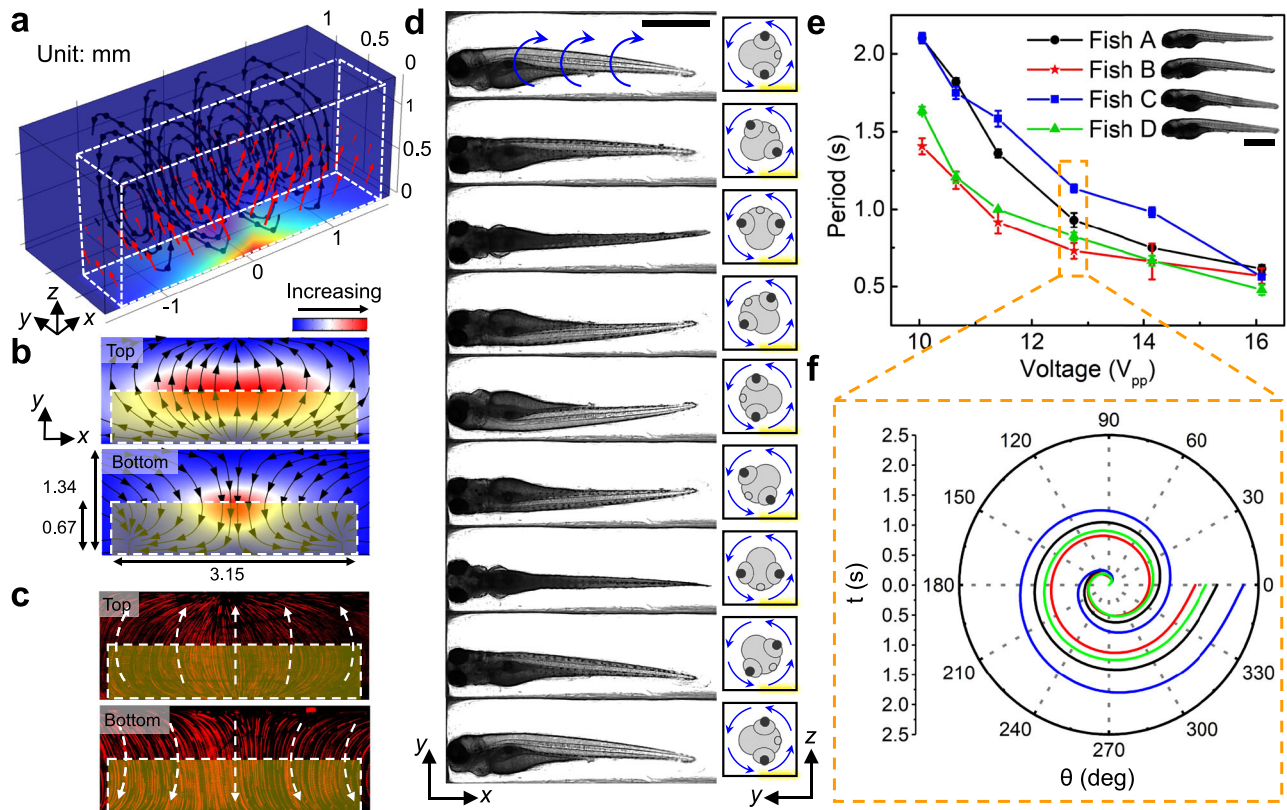 a
Unit: mm
1
0.5
0
1
0.5
0
1
0
-1
z
y
x
Increasing
b
Top
y
x
Bottom
1.34
0.67
3.15
c
Top
Bottom
d
y
x
z
y
e
Fish A
Fish B
Fish C
Fish D
2.0
1.5
1.0
0.5
Period (s)
10 11 12 13 14 15 16
Voltage (Vpp)
f
2.5
2.0
1.5
1.0
0.5
0.0
0.5
1.0
1.5
2.0
2.5
t (s)
90
120 60
150 30
180 0
210 330
240 300
270
θ (deg)